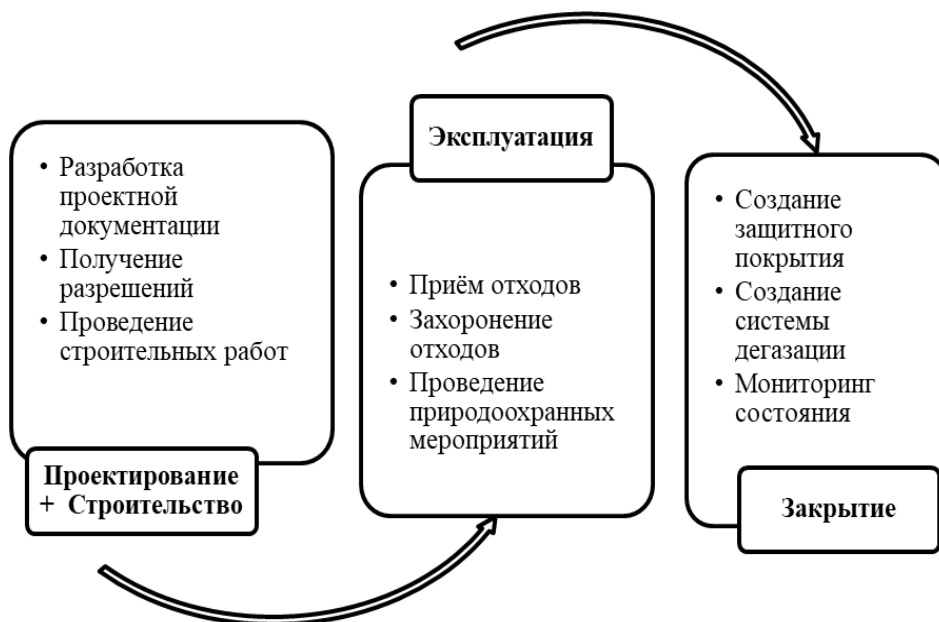 • Разработка
проектной
документации
• Получение
разрешений
• Проведение
строительных работ
Проектирование
+ Строительство
Эксплуатация
• Приём отходов
• Захоронение
отходов
• Проведение
природоохранных
мероприятий
• Создание
защитного
покрытия
• Создание
системы
дегазации
• Мониторинг
состояния
Закрытие